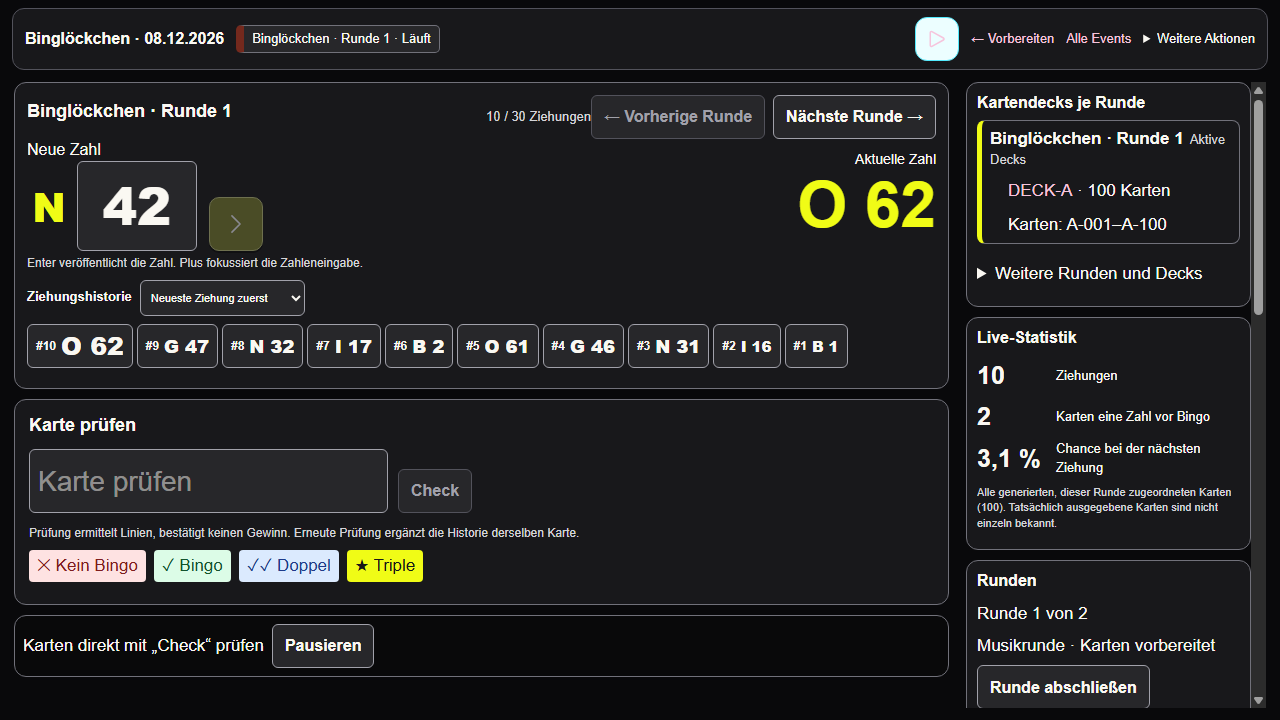 Binglöckchen · 08.12.2026
Binglöckchen · Runde 1 · Läuft
← Vorbereiten
Alle Events
▶ Weitere Aktionen
Binglöckchen · Runde 1
10 / 30 Ziehungen
← Vorherige Runde
Nächste Runde →
Neue Zahl
N 42
Aktuelle Zahl
O 62
Enter veröffentlicht die Zahl. Plus fokussiert die Zahleneingabe.
Ziehungshistorie
Neueste Ziehung zuerst
#10 O 62
#9 G 47
#8 N 32
#7 I 17
#6 B 2
#5 O 61
#4 G 46
#3 N 31
#2 I 16
#1 B 1
Karte prüfen
Karte prüfen
Check
Prüfung ermittelt Linien, bestätigt keinen Gewinn. Erneute Prüfung ergänzt die Historie derselben Karte.
✕ Kein Bingo
✓ Bingo
✓✓ Doppel
★ Triple
Karten direkt mit „Check“ prüfen
Pausieren
Kartendecks je Runde
Binglöckchen · Runde 1 Aktive
Decks
DECK-A · 100 Karten
Karten: A-001–A-100
▶ Weitere Runden und Decks
Live-Statistik
10 Ziehungen
2 Karten eine Zahl vor Bingo
3,1 % Chance bei der nächsten
Ziehung
Alle generierten, dieser Runde zugeordneten Karten
(100). Tatsächlich ausgegebene Karten sind nicht
einzeln bekannt.
Runden
Runde 1 von 2
Musikrunde · Karten vorbereitet
Runde abschließen